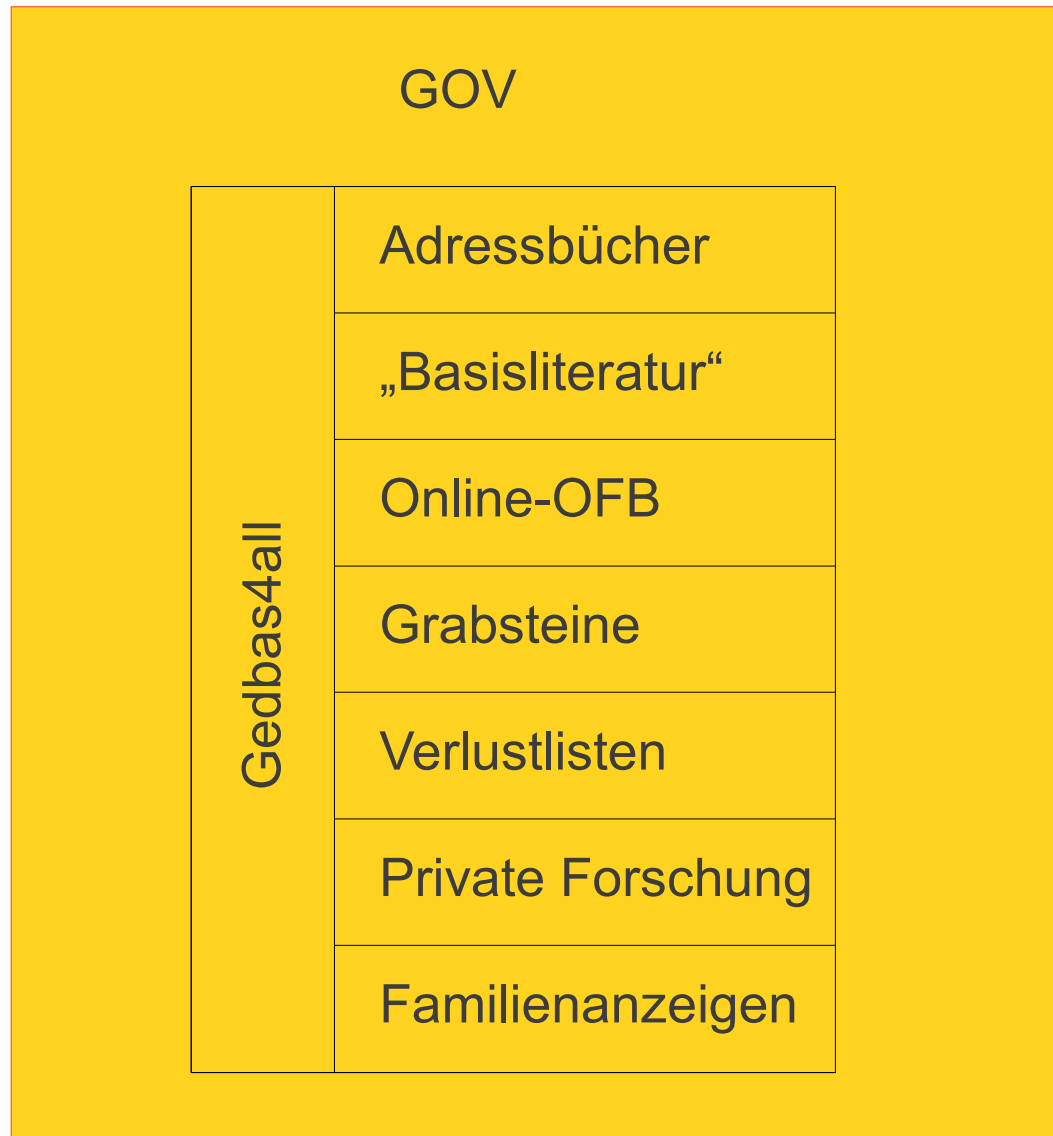 GOV
Gedbas4all
Adressbücher
„Basisliteratur“
Online-OFB
Grabsteine
Verlustlisten
Private Forschung
Familienanzeigen